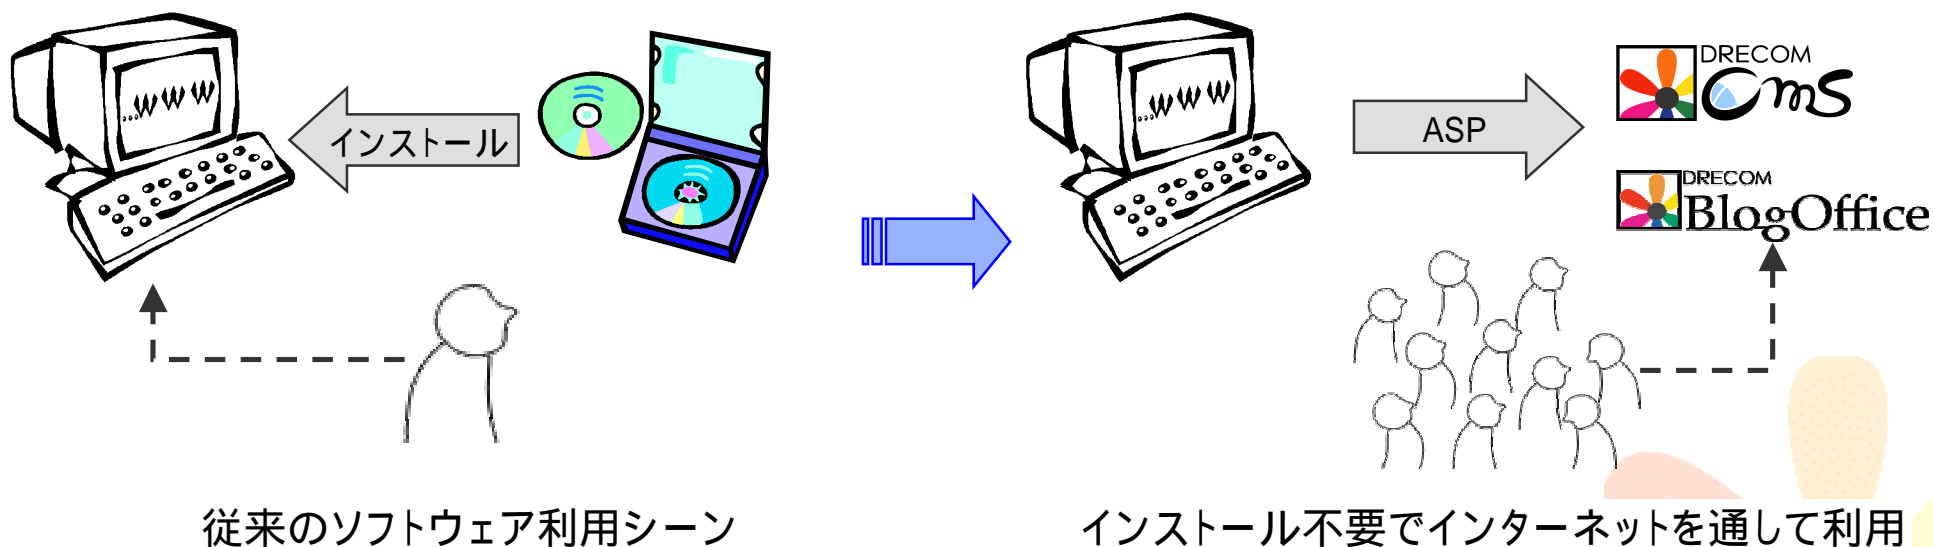 ...WWW
インストール
従来のソフトウェア利用シーン
...WWW
ASP
DRECOM
CMS
DRECOM
BlogOffice
インストール不要でインターネットを通して利用